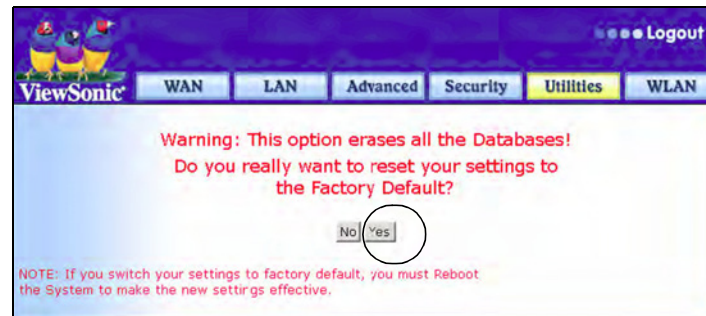 Logout
ViewSonic®
WAN
LAN
Advanced
Security
Utilities
WLAN
Warning: This option erases all the Databases!
Do you really want to reset your settings to
the Factory Default?
No
Yes
NOTE: If you switch your settings to factory default, you must Reboot
the System to make the new settings effective.